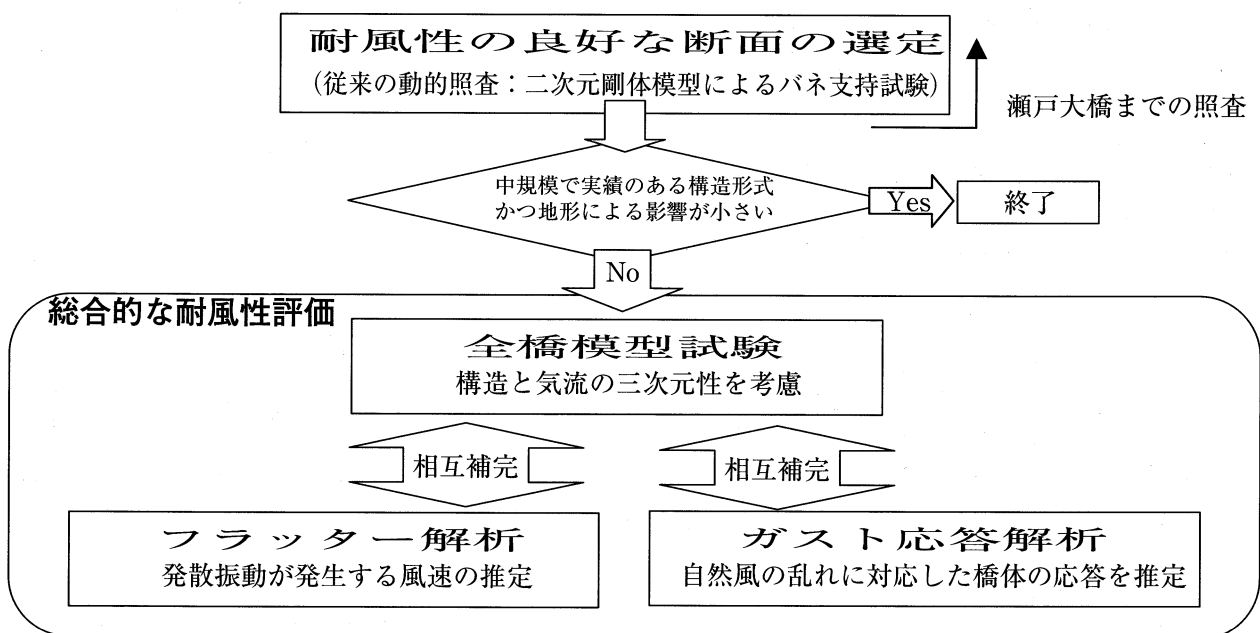 耐風性の良好な断面の選定
(従来の動的照査：二次元剛体模型によるバネ支持試験)
瀬戸大橋までの照査
中規模で実績のある構造形式
かつ地形による影響が小さい
Yes
終了
No
総合的な耐風性評価
全橋模型試験
構造と気流の三次元性を考慮
相互補完
相互補完
フラッター解析
発散振動が発生する風速の推定
ガスト応答解析
自然風の乱れに対応した橋体の応答を推定